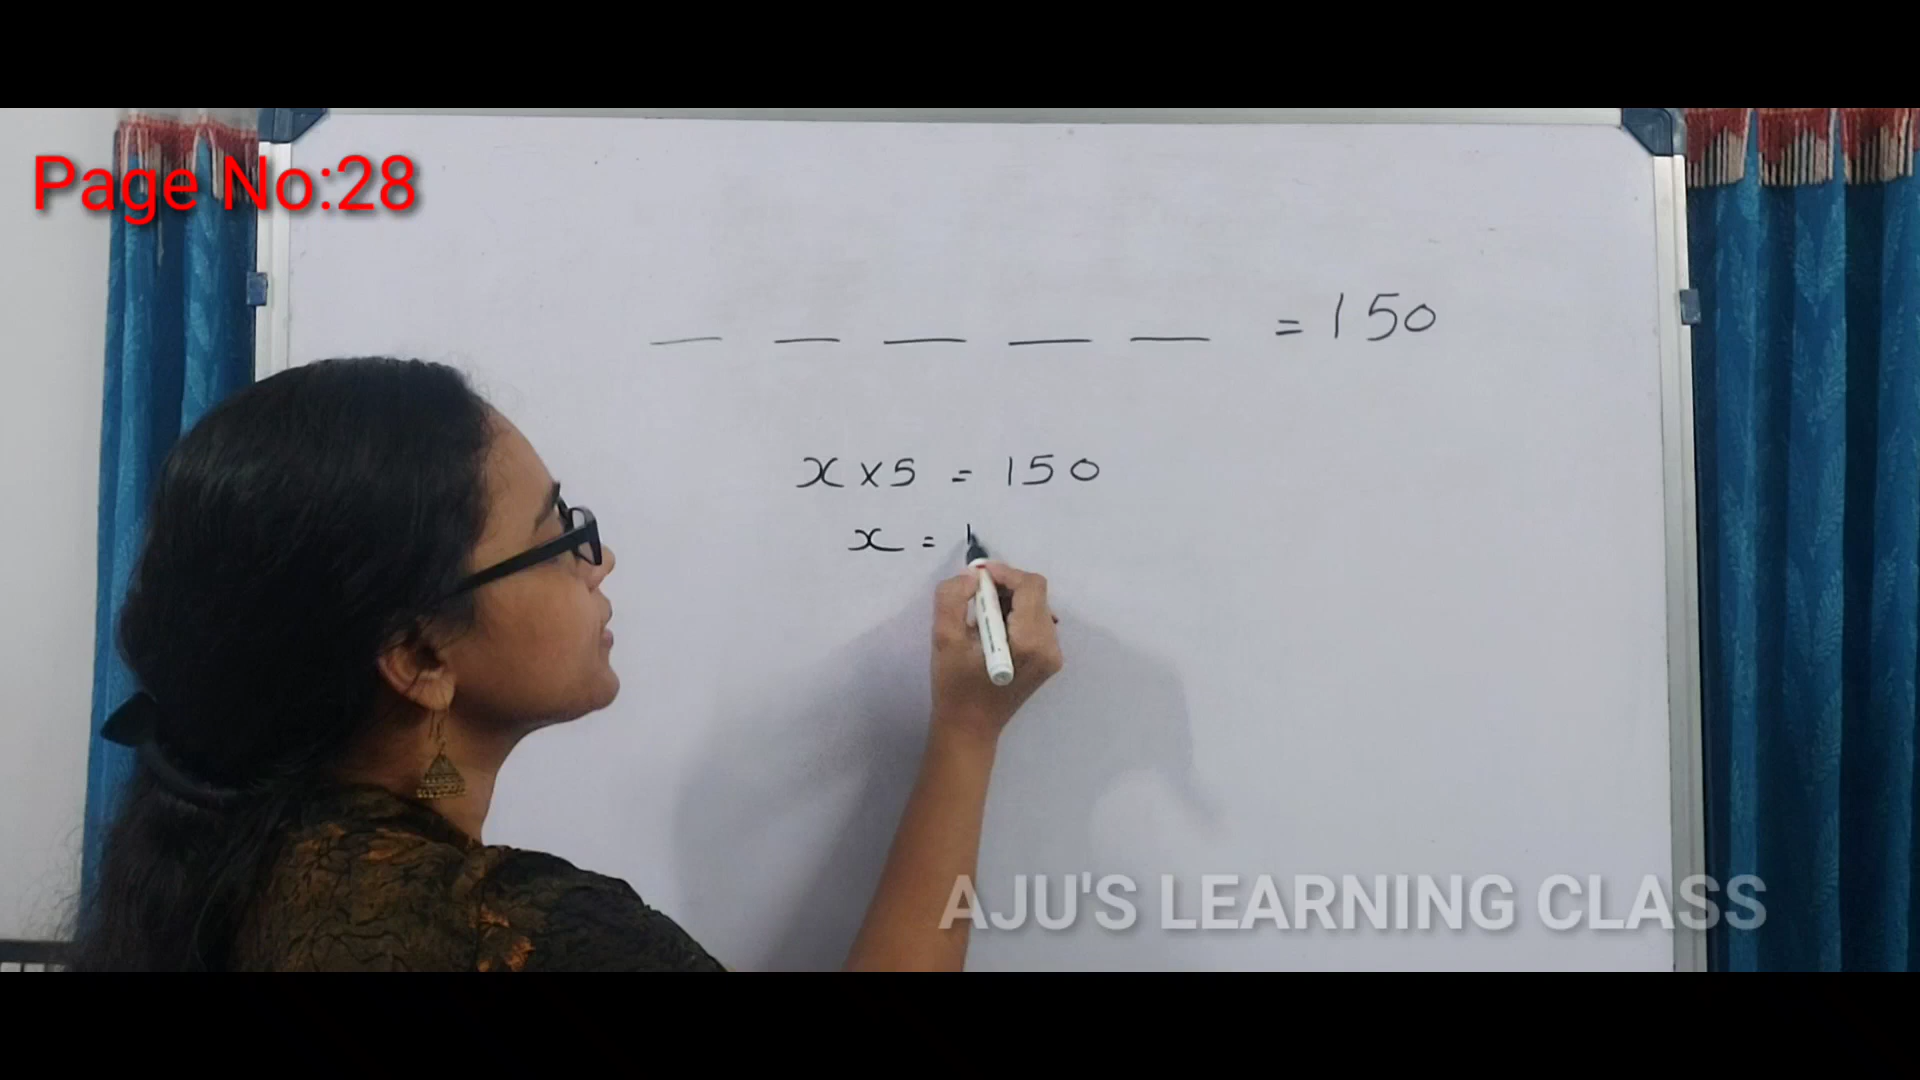 Page No:28
_ _ _ _ _ = 150
x × 5 = 150
x = 1
AJU'S LEARNING CLASS